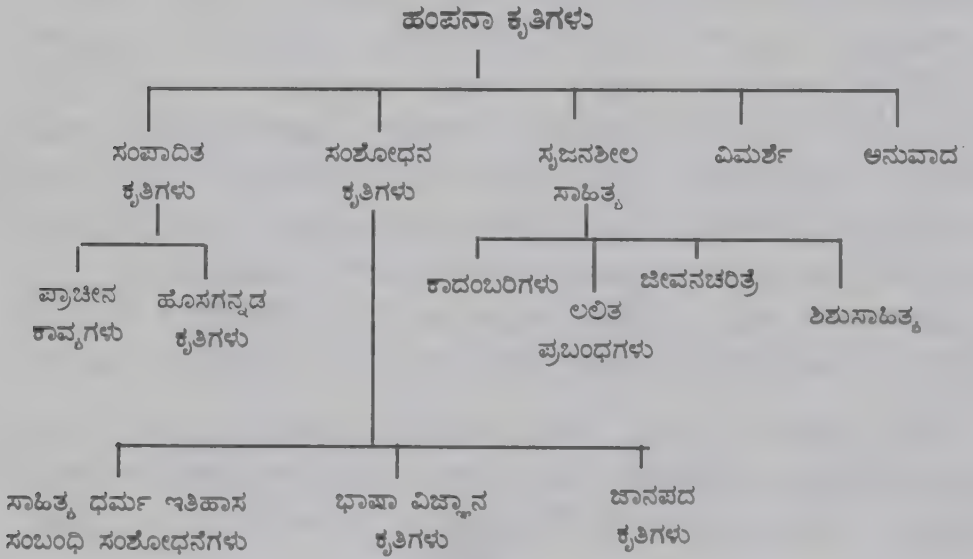 ಹಂಪನಾ ಕೃತಿಗಳು
ಸಂಪಾದಿತ
ಕೃತಿಗಳು
ಸಂಶೋಧನ
ಕೃತಿಗಳು
ಸೃಜನಶೀಲ
ಸಾಹಿತ್ಯ
ವಿಮರ್ಶೆ
ಅನುವಾದ
ಪ್ರಾಚೀನ
ಕಾವ್ಯಗಳು
ಹೊಸಗನ್ನಡ
ಕೃತಿಗಳು
ಕಾದಂಬರಿಗಳು
ಲಲಿತ
ಪ್ರಬಂಧಗಳು
ಜೀವನಚರಿತ್ರೆ
ಶಿಶುಸಾಹಿತ್ಯ
ಸಾಹಿತ್ಯ ಧರ್ಮ ಇತಿಹಾಸ
ಸಂಬಂಧಿ ಸಂಶೋಧನೆಗಳು
ಭಾಷಾ ವಿಜ್ಞಾನ
ಕೃತಿಗಳು
ಜಾನಪದ
ಕೃತಿಗಳು